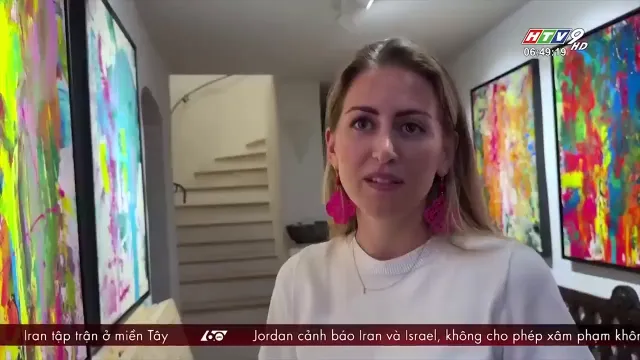 HTV9 HD
06:49:19
Iran tập trận ở miền Tây 60 Jordan cảnh báo Iran và Israel, không cho phép xâm phạm khôn